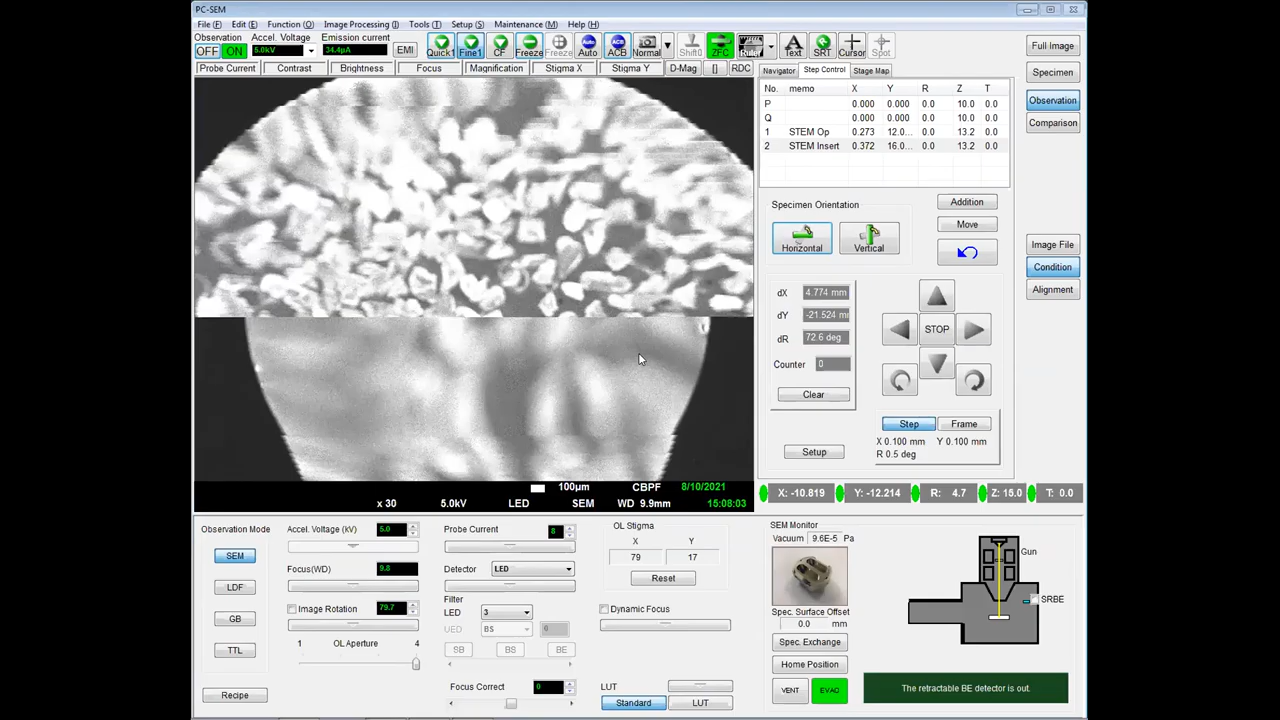 PC-SEM
File (F) Edit (E) Function (O) Image Processing (I) Tools (T) Setup (S) Maintenance (M) Help (H)
Observation Accel. Voltage Emission current
OFF ON 5.0kV 34.4µA EMI Quick1 Fine1 CF Freeze Freeze Auto ACB Normal Shift0 ZFC Ruler Text SRT Cursor Spot
Probe Current Contrast Brightness Focus Magnification Stigma X Stigma Y D-Mag [] RDC
Full Image
Specimen
Observation
Comparison
Image File
Condition
Alignment
Navigator Step Control Stage Map
No. memo X Y R Z T
P 0.000 0.000 0.0 10.0 0.0
Q 0.000 0.000 0.0 10.0 0.0
1 STEM Op 0.273 12.0... 0.0 13.2 0.0
2 STEM Insert 0.372 16.0... 0.0 13.2 0.0
Specimen Orientation
Horizontal Vertical
Addition
Move
dX 4.774 mm
dY -21.524 m
dR 72.6 deg
Counter 0
Clear
STOP
Setup
Step Frame
X 0.100 mm Y 0.100 mm
R 0.5 deg
100µm CBPF 8/10/2021
x 30 5.0kV LED SEM WD 9.9mm 15:08:03
X: -10.819 Y: -12.214 R: 4.7 Z: 15.0 T: 0.0
Observation Mode
SEM
LDF
GB
TTL
Recipe
Accel. Voltage (kV) 5.0
Focus(WD) 9.8
Image Rotation 79.7
OL Aperture
1 4
Probe Current 8
Detector LED
Filter
LED 3
UED BS 0
SB BS BE
Focus Correct 0
OL Stigma
X Y
79 17
Reset
Dynamic Focus
LUT
Standard LUT
SEM Monitor
Vacuum 9.6E-5 Pa
Spec. Surface Offset
0.0 mm
Spec. Exchange
Home Position
VENT EVAC
Gun
SRBE
The retractable BE detector is out.